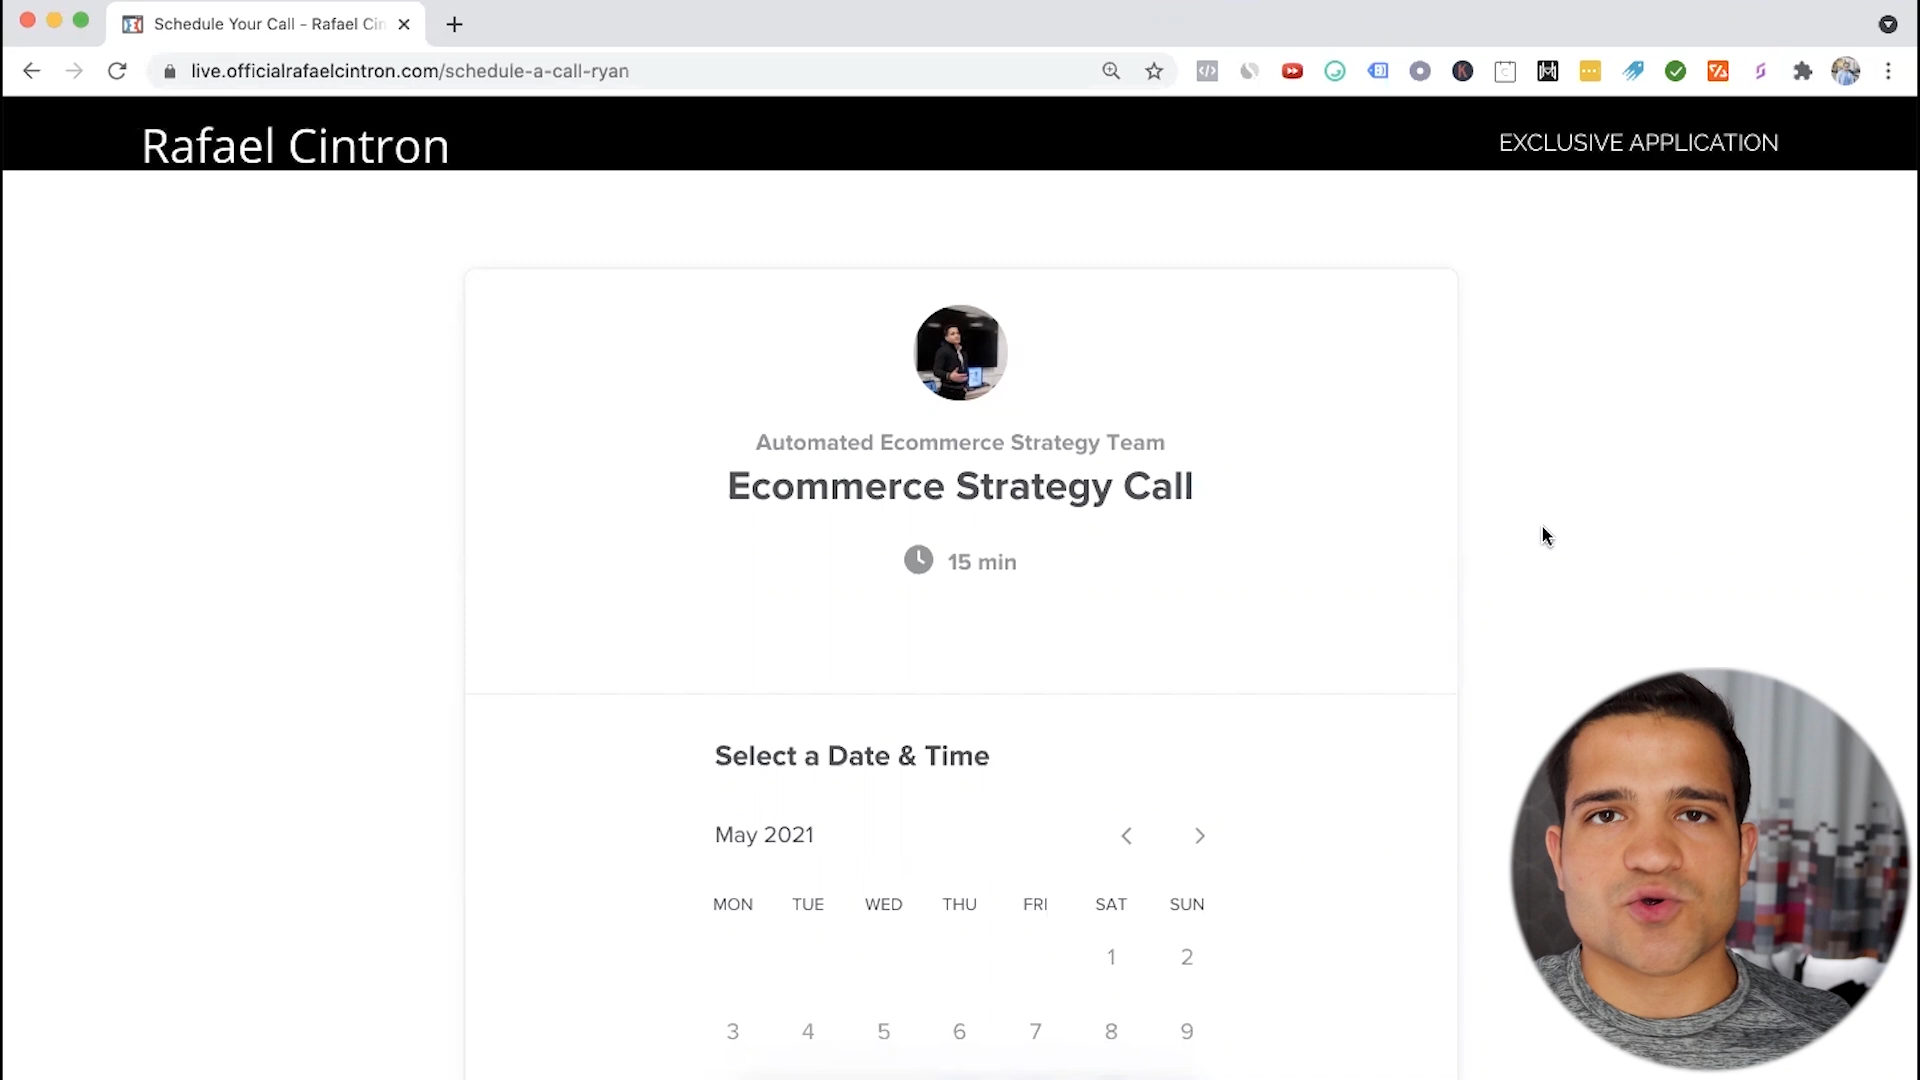 Schedule Your Call - Rafael Cin
live.officialrafaelcintron.com/schedule-a-call-ryan
Rafael Cintron
EXCLUSIVE APPLICATION
Automated Ecommerce Strategy Team
Ecommerce Strategy Call
15 min
Select a Date & Time
May 2021
MON TUE WED THU FRI SAT SUN
1 2
3 4 5 6 7 8 9